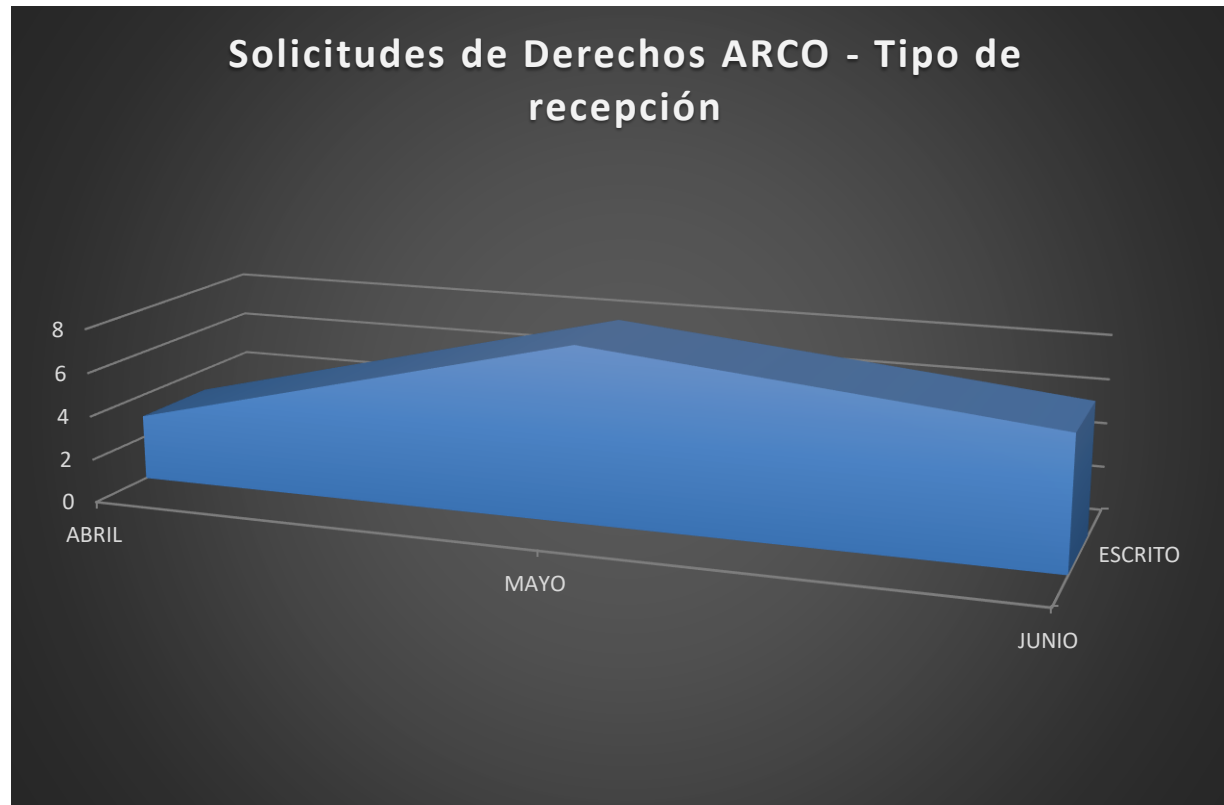 Solicitudes de Derechos ARCO - Tipo de
recepción
8
6
4
2
0
ABRIL
MAYO
JUNIO
ESCRITO